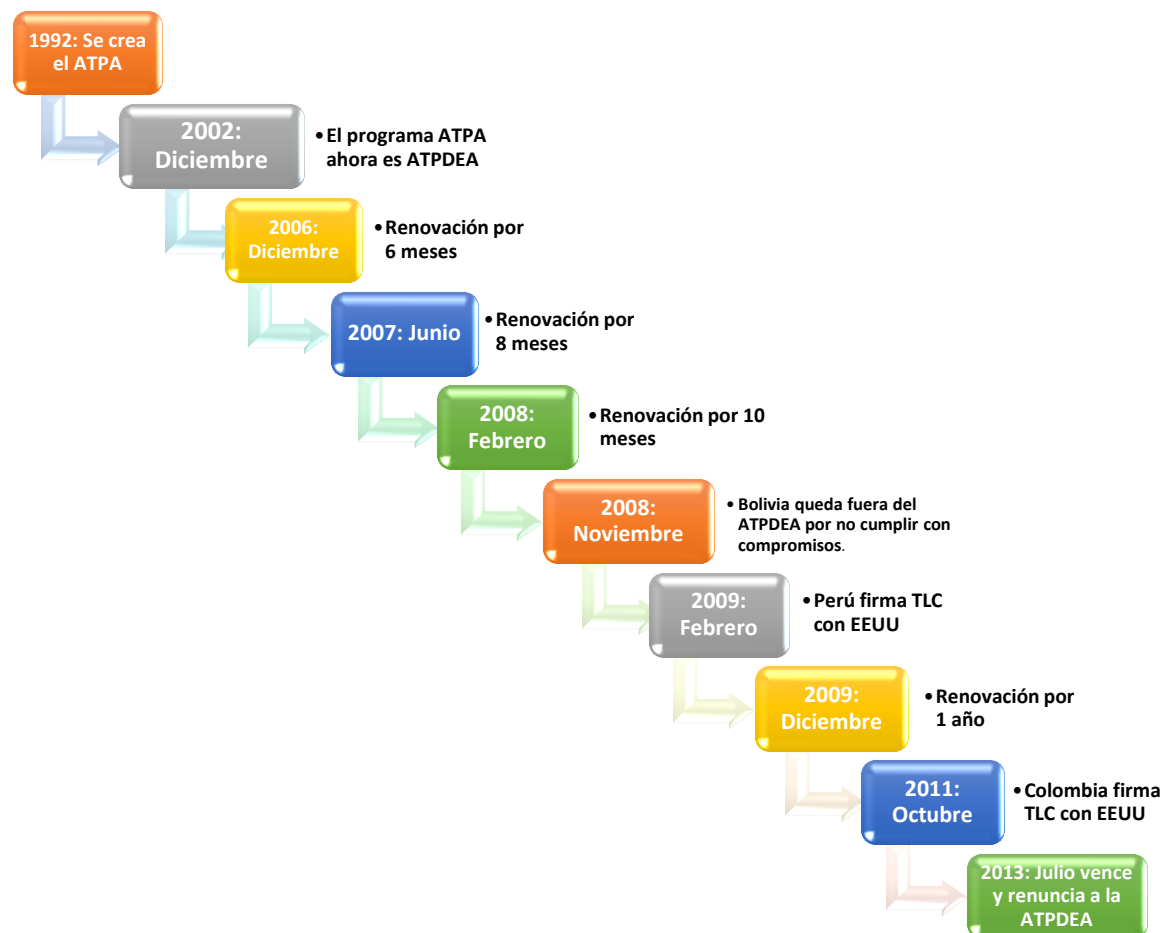 1992: Se crea
el ATPA
2002:
Diciembre
• El programa ATPA
ahora es ATPDEA
2006:
Diciembre
• Renovación por
6 meses
2007: Junio
• Renovación por
8 meses
2008:
Febrero
• Renovación por 10
meses
2008:
Noviembre
• Bolivia queda fuera del
ATPDEA por no cumplir con
compromisos.
2009:
Febrero
• Perú firma TLC
con EEUU
2009:
Diciembre
• Renovación por
1 año
2011:
Octubre
• Colombia firma
TLC con EEUU
2013: Julio vence
y renuncia a la
ATPDEA